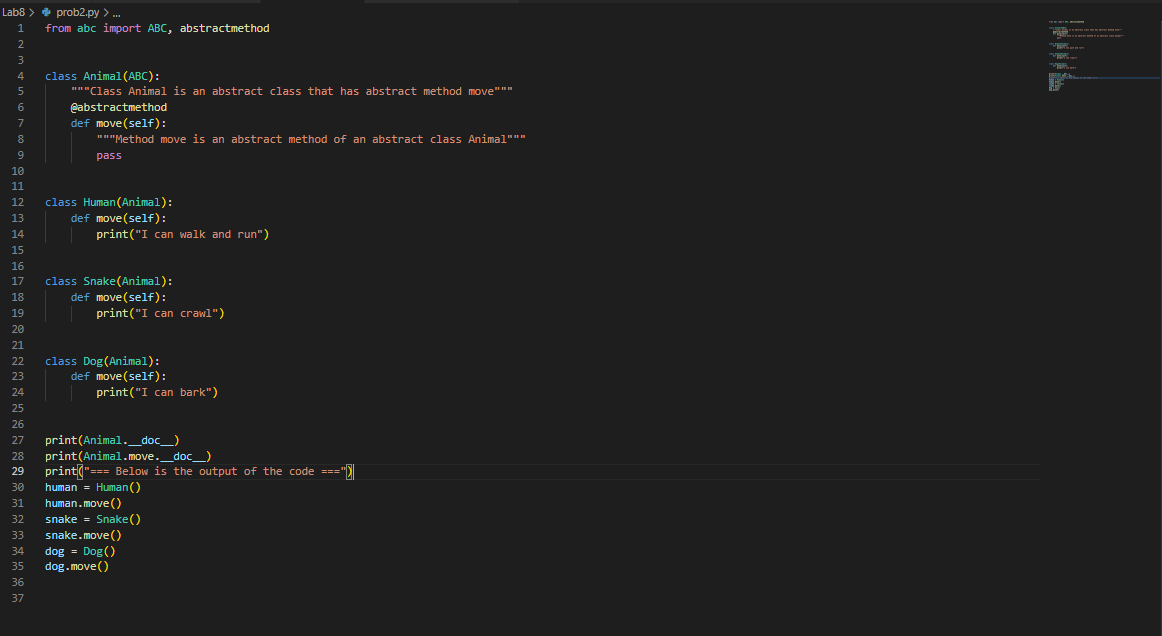 Lab8 > prob2.py > ...
1 from abc import ABC, abstractmethod
2
3
4 class Animal(ABC):
5     """Class Animal is an abstract class that has abstract method move"""
6     @abstractmethod
7     def move(self):
8         """Method move is an abstract method of an abstract class Animal"""
9         pass
10
11
12 class Human(Animal):
13     def move(self):
14         print("I can walk and run")
15
16
17 class Snake(Animal):
18     def move(self):
19         print("I can crawl")
20
21
22 class Dog(Animal):
23     def move(self):
24         print("I can bark")
25
26
27 print(Animal.__doc__)
28 print(Animal.move.__doc__)
29 print("=== Below is the output of the code ===")
30 human = Human()
31 human.move()
32 snake = Snake()
33 snake.move()
34 dog = Dog()
35 dog.move()
36
37